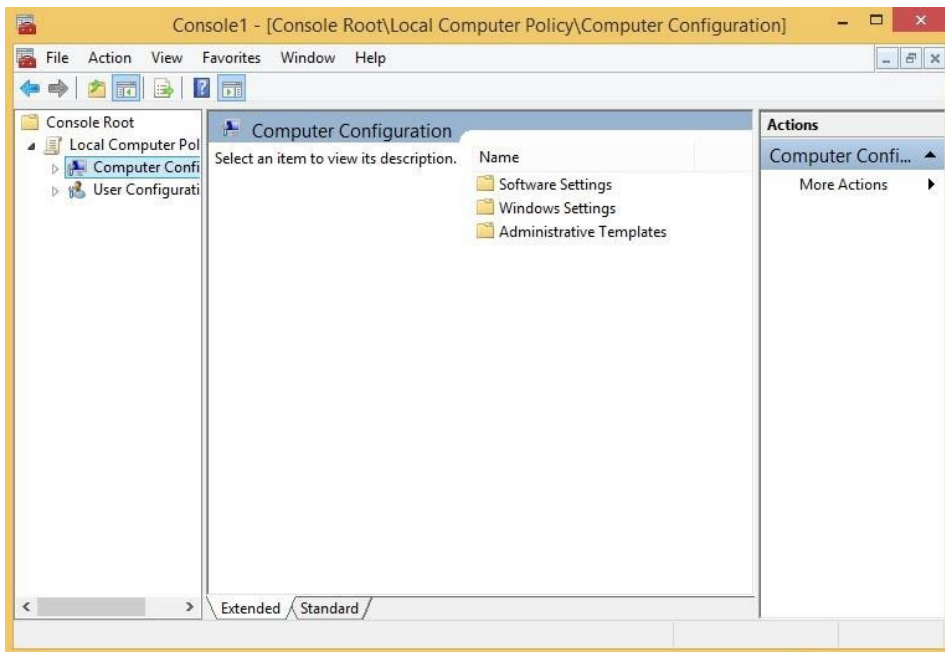 Console1 - [Console Root\Local Computer Policy\Computer Configuration]
File Action View Favorites Window Help
Console Root
Local Computer Pol
Computer Confi
User Configurati
Computer Configuration
Select an item to view its description.
Name
Software Settings
Windows Settings
Administrative Templates
Extended Standard
Actions
Computer Confi...
More Actions